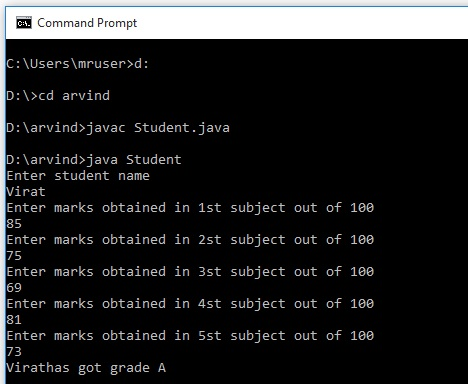 Command Prompt
C:\Users\mruser>d:
D:\>cd arvind
D:\arvind>javac Student.java
D:\arvind>java Student
Enter student name
Virat
Enter marks obtained in 1st subject out of 100
85
Enter marks obtained in 2st subject out of 100
75
Enter marks obtained in 3st subject out of 100
69
Enter marks obtained in 4st subject out of 100
81
Enter marks obtained in 5st subject out of 100
73
Virathas got grade A